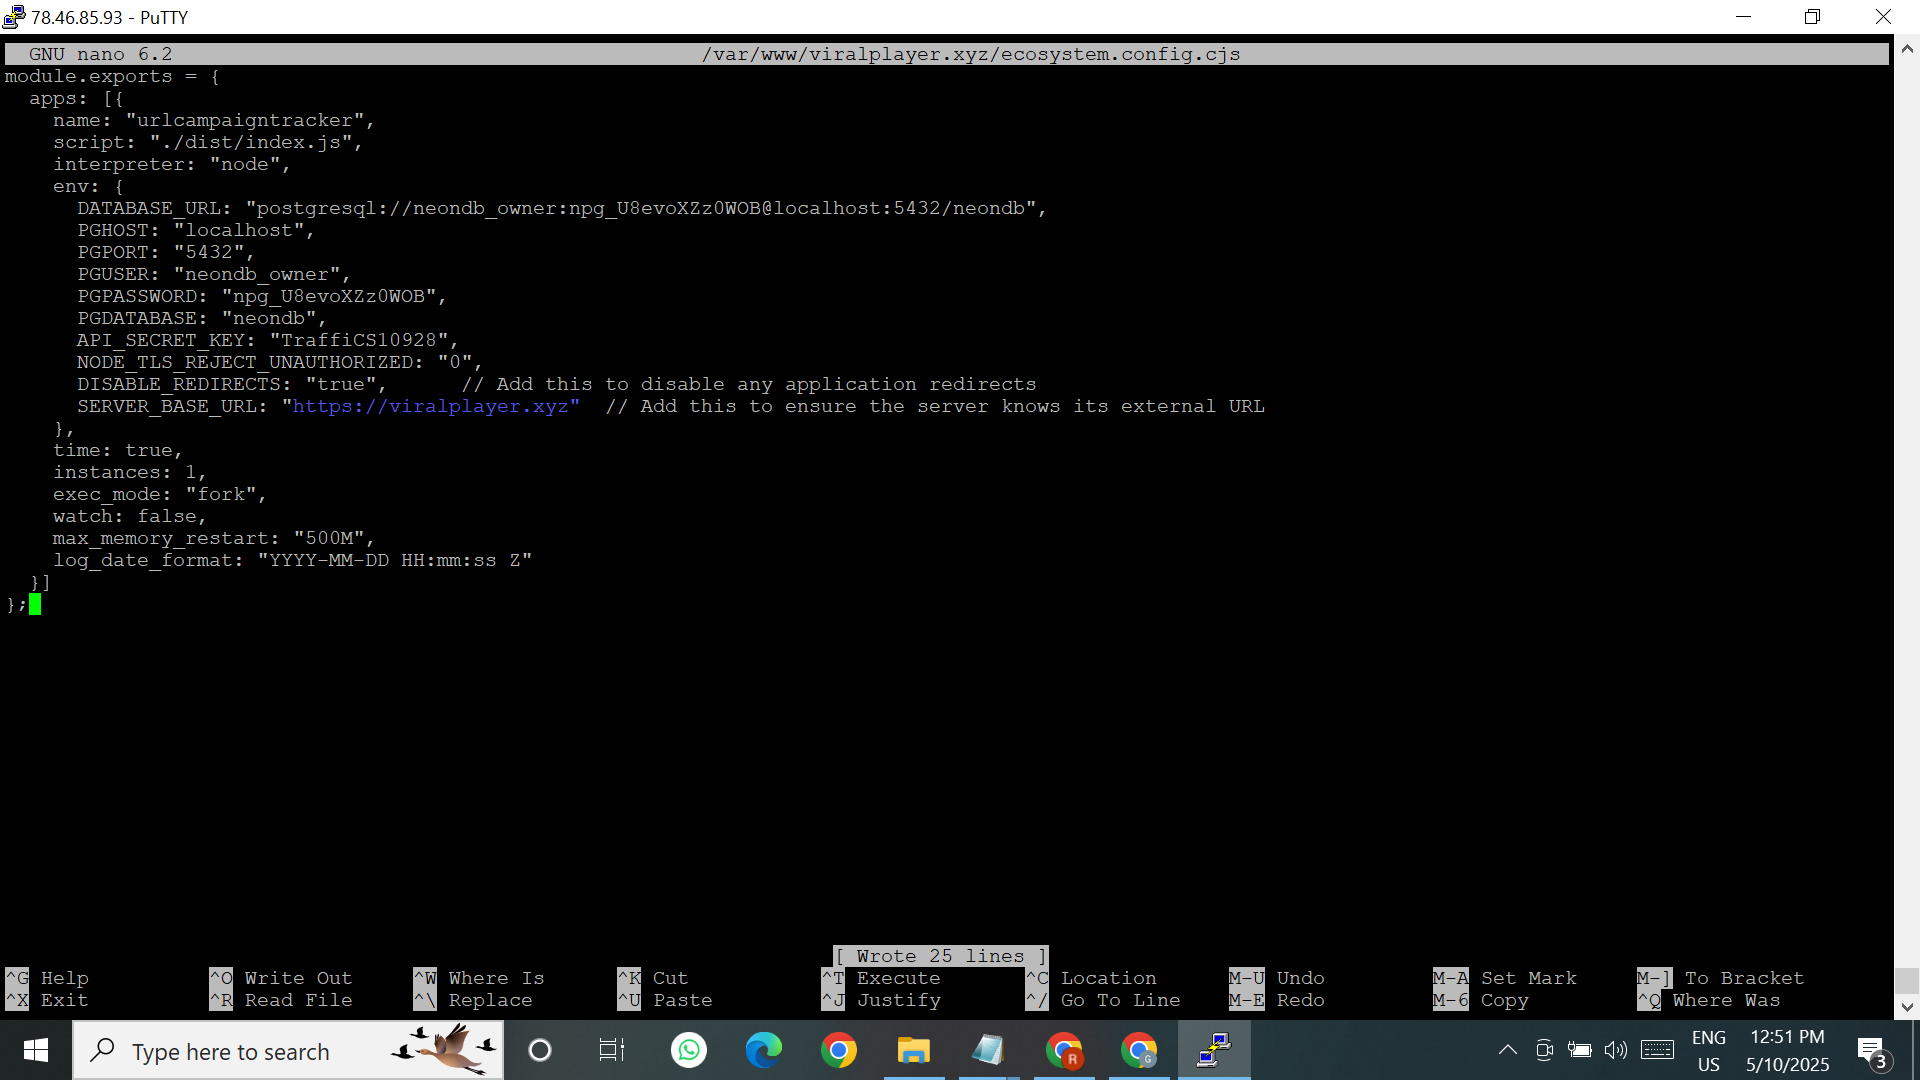 78.46.85.93 - PuTTY
GNU nano 6.2 /var/www/viralplayer.xyz/ecosystem.config.cjs
module.exports = {
  apps: [{
    name: "urlcampaigntracker",
    script: "./dist/index.js",
    interpreter: "node",
    env: {
      DATABASE_URL: "postgresql://neondb_owner:npg_U8evoXZz0WOB@localhost:5432/neondb",
      PGHOST: "localhost",
      PGPORT: "5432",
      PGUSER: "neondb_owner",
      PGPASSWORD: "npg_U8evoXZz0WOB",
      PGDATABASE: "neondb",
      API_SECRET_KEY: "TraffiCS10928",
      NODE_TLS_REJECT_UNAUTHORIZED: "0",
      DISABLE_REDIRECTS: "true",      // Add this to disable any application redirects
      SERVER_BASE_URL: "https://viralplayer.xyz"  // Add this to ensure the server knows its external URL
    },
    time: true,
    instances: 1,
    exec_mode: "fork",
    watch: false,
    max_memory_restart: "500M",
    log_date_format: "YYYY-MM-DD HH:mm:ss Z"
  }]
};
[ Wrote 25 lines ]
^G Help ^O Write Out ^W Where Is ^K Cut ^T Execute ^C Location M-U Undo M-A Set Mark M-] To Bracket
^X Exit ^R Read File ^\ Replace ^U Paste ^J Justify ^/ Go To Line M-E Redo M-6 Copy ^Q Where Was
Type here to search
R
G
ENG
US
12:51 PM
5/10/2025
3